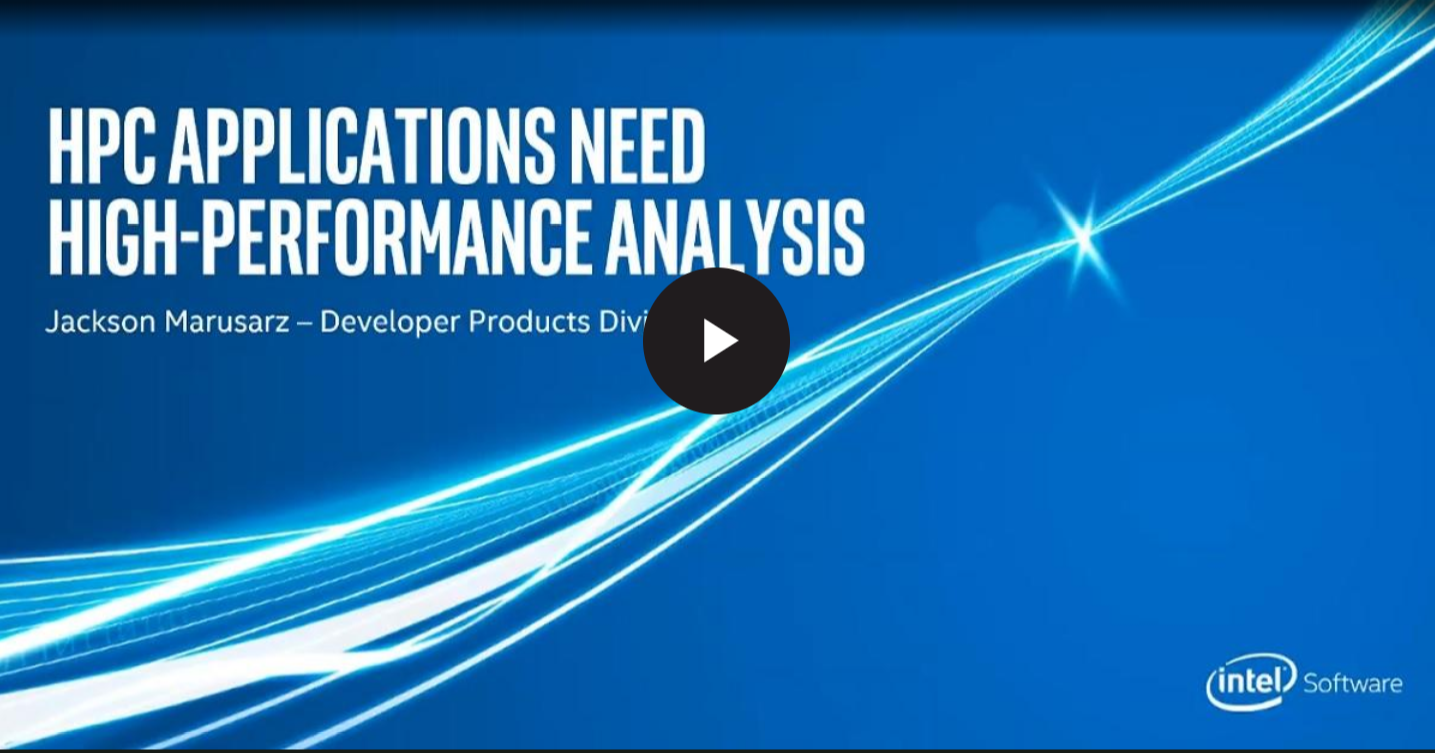 HPC APPLICATIONS NEED
HIGH-PERFORMANCE ANALYSIS
Jackson Marusarz – Developer Products
intel Software